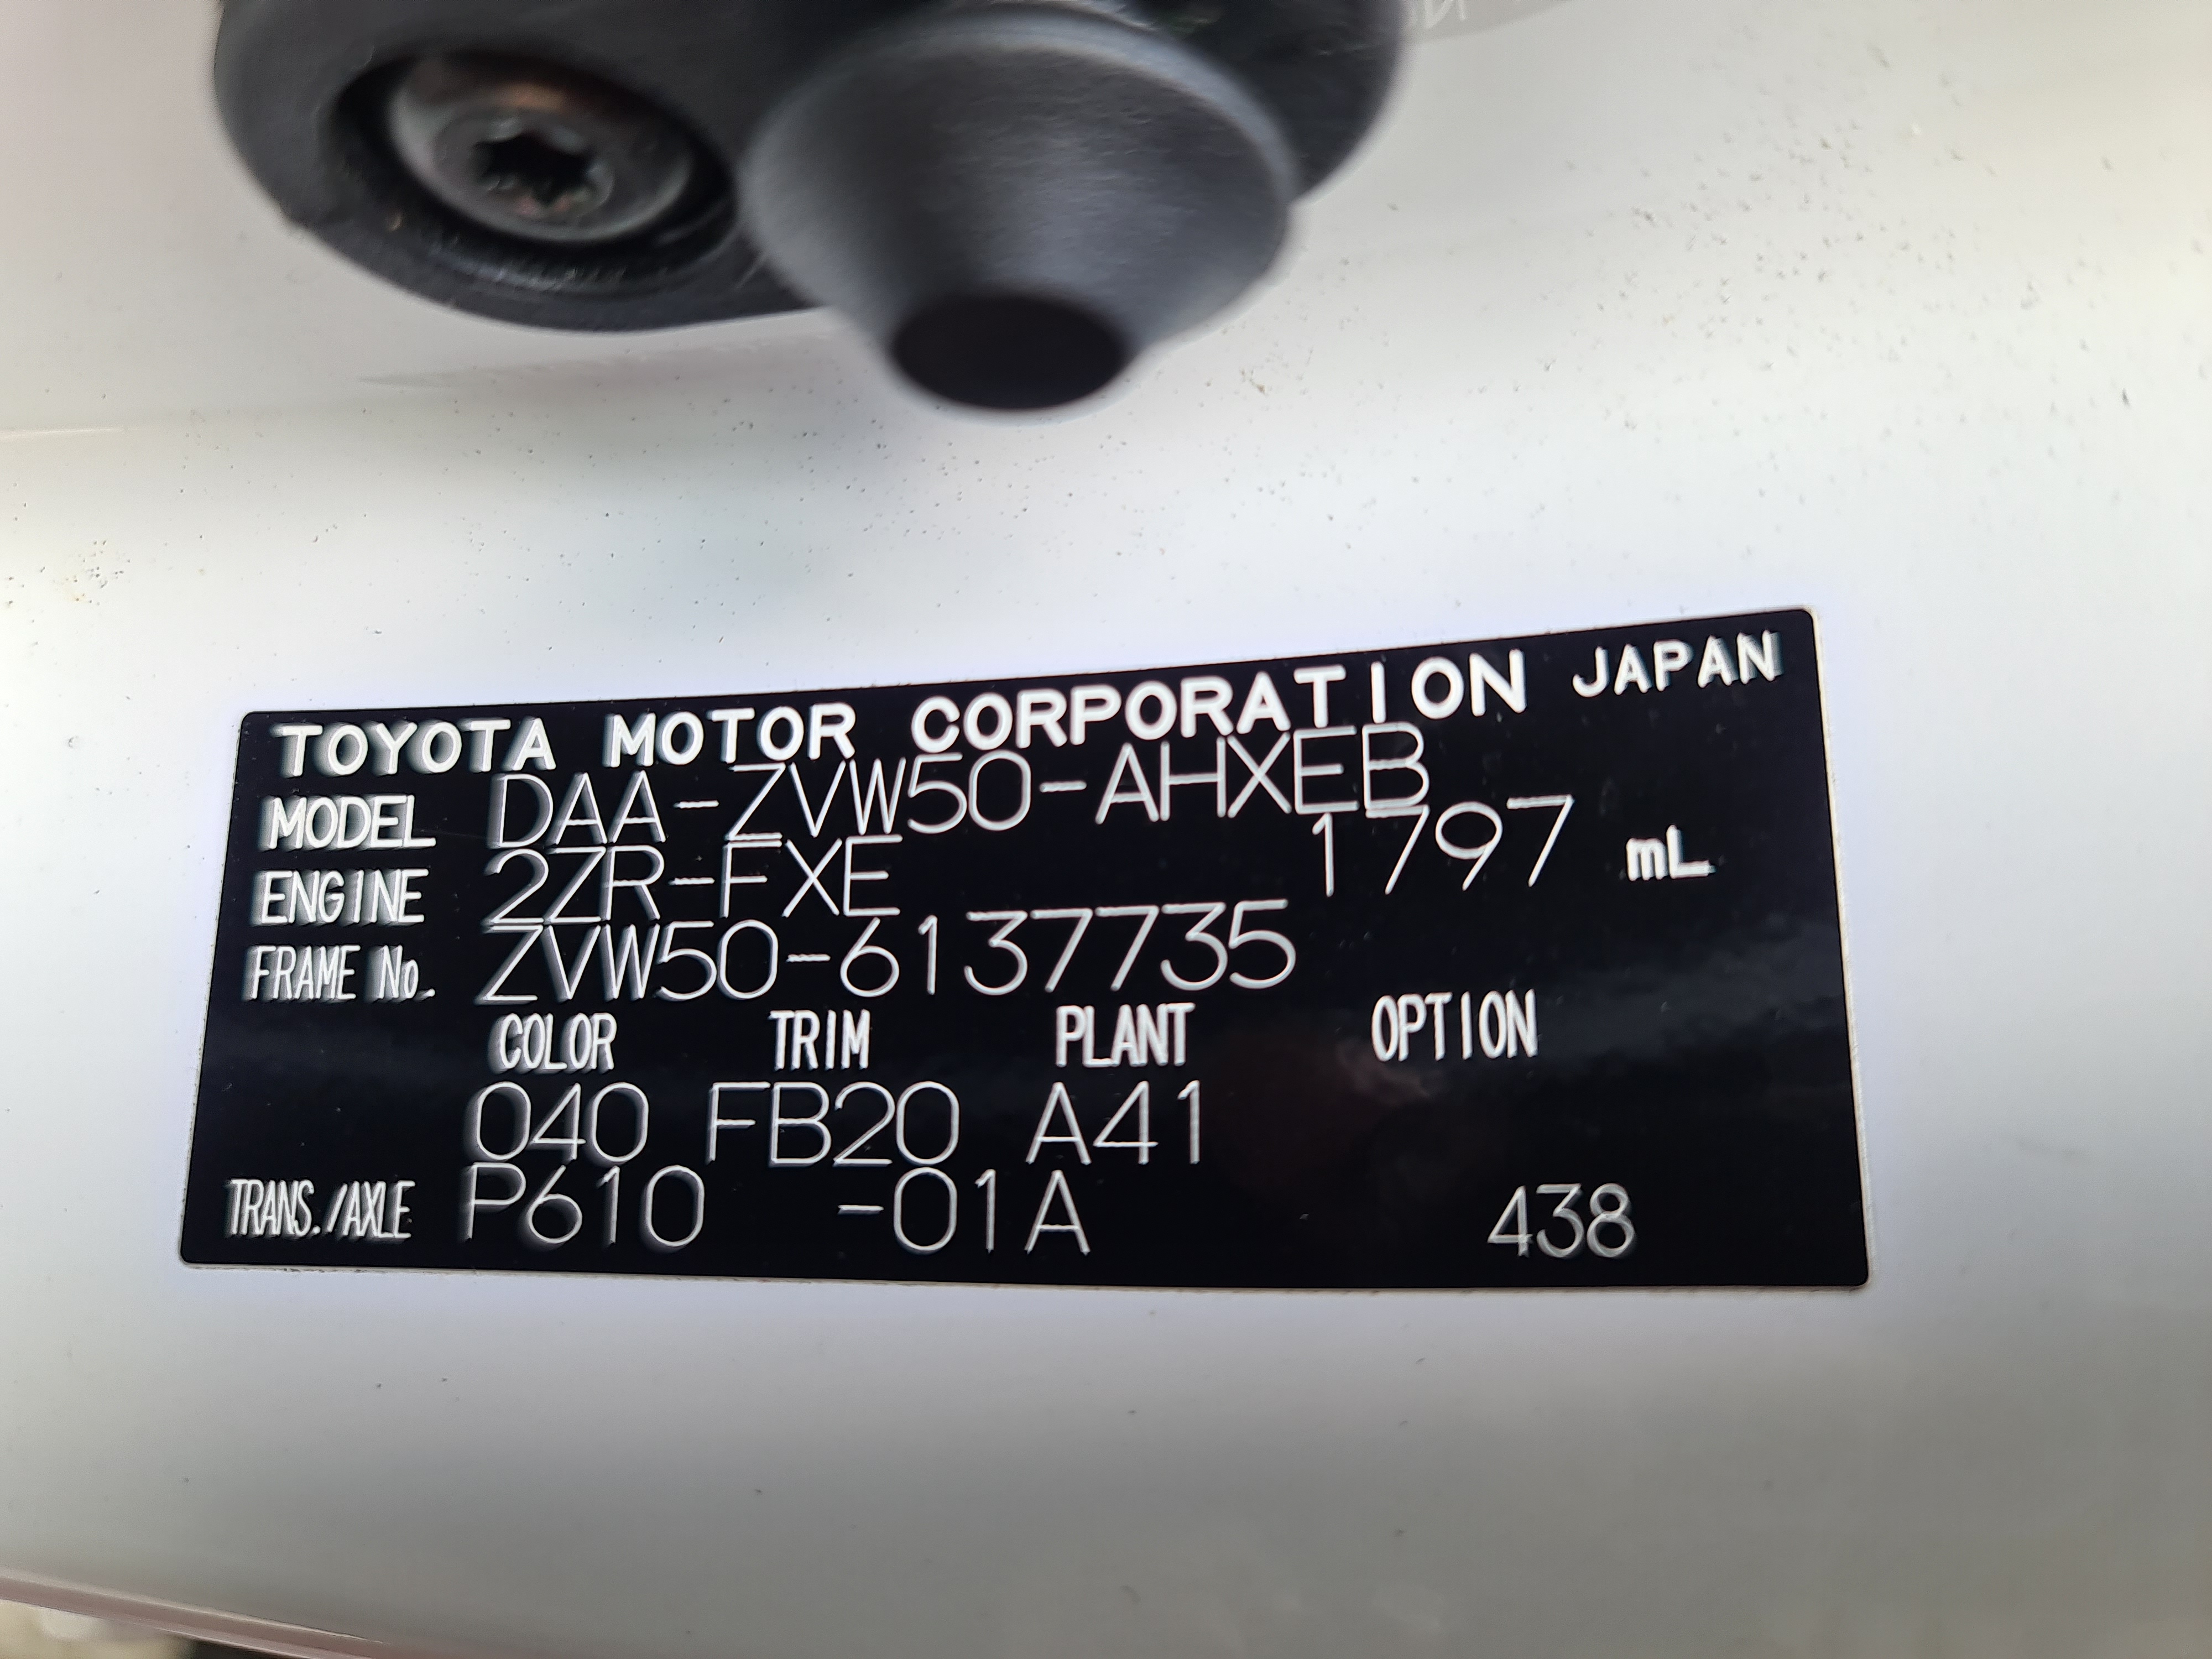 TOYOTA MOTOR CORPORATION JAPAN
MODEL DAA-ZVW50-AHXEB
ENGINE 2ZR-FXE 1797 mL
FRAME No. ZVW50-6137735
COLOR TRIM PLANT OPTION
040 FB20 A41
TRANS./AXLE P610 -01A 438